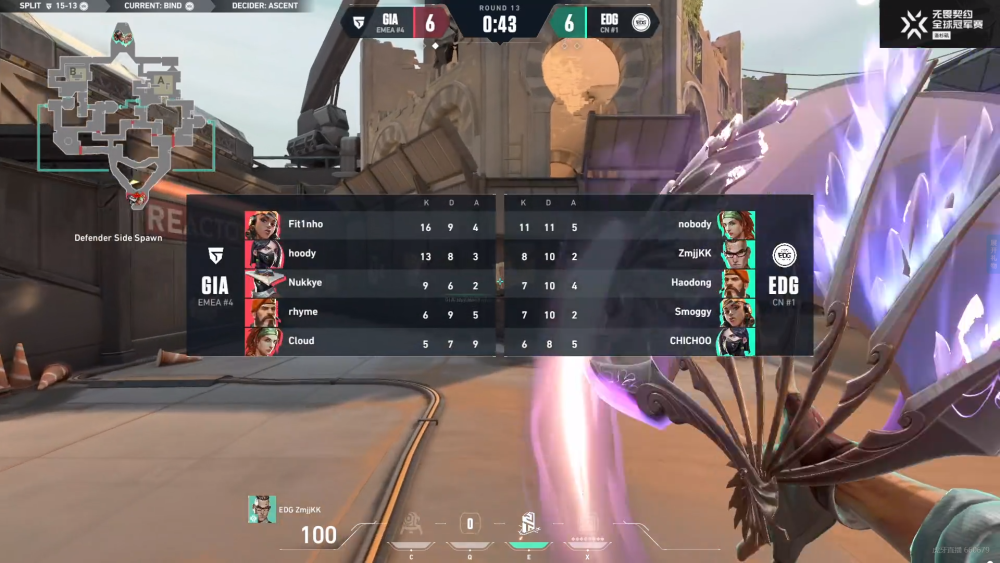 SPLIT 15-13
CURRENT: BIND
DECIDER: ASCENT
GIA
EMEA #4
6
ROUND 13
0:43
6
EDG
CN #1
无畏契约
全球冠军赛
B
A
Defender Side Spawn
REACTO
K D A
K D A
GIA
EMEA #4
Fit1nho 16 9 4
hoody 13 8 3
Nukkye 9 6 2
rhyme 6 9 5
Cloud 5 7 9
11 11 5 nobody
8 10 2 ZmjjKK
7 10 4 Haodong
7 10 2 Smoggy
6 8 5 CHICHOO
EDG
EDG
CN #1
EDG ZmjjKK
100
0
C Q E X